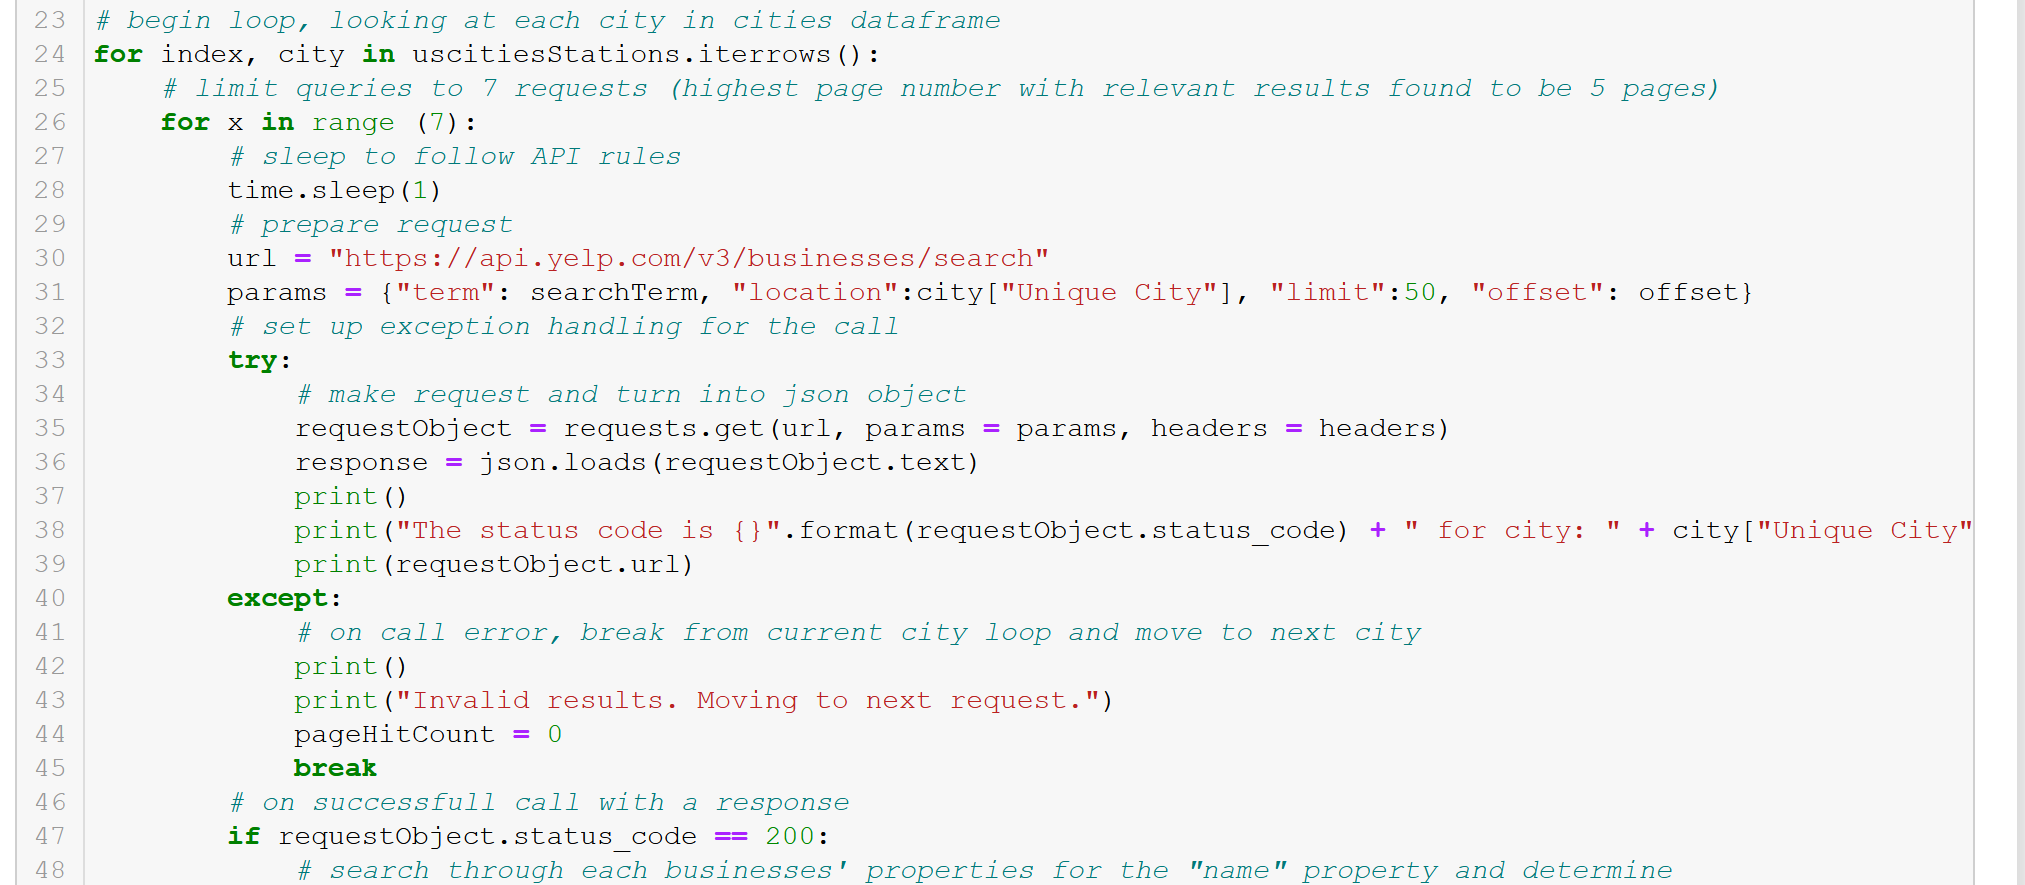 23 # begin loop, looking at each city in cities dataframe
24 for index, city in uscitiesStations.iterrows():
25     # limit queries to 7 requests (highest page number with relevant results found to be 5 pages)
26     for x in range (7):
27         # sleep to follow API rules
28         time.sleep(1)
29         # prepare request
30         url = "https://api.yelp.com/v3/businesses/search"
31         params = {"term": searchTerm, "location":city["Unique City"], "limit":50, "offset": offset}
32         # set up exception handling for the call
33         try:
34             # make request and turn into json object
35             requestObject = requests.get(url, params = params, headers = headers)
36             response = json.loads(requestObject.text)
37             print()
38             print("The status code is {}".format(requestObject.status_code) + " for city: " + city["Unique City"
39             print(requestObject.url)
40         except:
41             # on call error, break from current city loop and move to next city
42             print()
43             print("Invalid results. Moving to next request.")
44             pageHitCount = 0
45             break
46         # on successfull call with a response
47         if requestObject.status_code == 200:
48             # search through each businesses' properties for the "name" property and determine